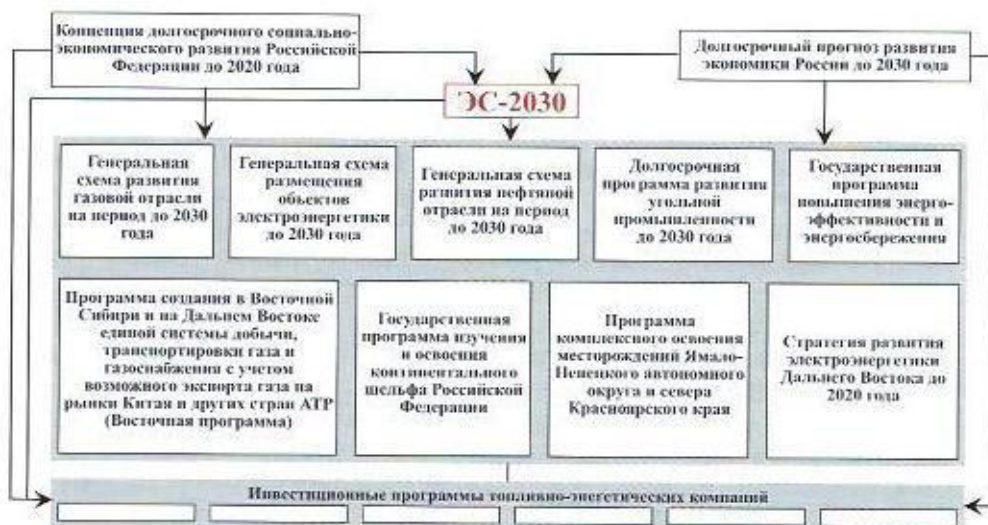 Концепция долгосрочного социально-
экономического развития Российской
Федерации до 2020 года
Долгосрочный прогноз развития
экономики России до 2030 года
ЭС-2030
Генеральная
схема развития
газовой отрасли
на период до 2030
года
Генеральная схема
размещения
объектов
электроэнергетики
до 2030 года
Генеральная схема
развития нефтяной
отрасли на период
до 2030 года
Долгосрочная
программа развития
угольной
промышленности
до 2030 года
Государственная
программа
повышения энерго-
эффективности и
энергосбережения
Программа создания в Восточной
Сибири и на Дальнем Востоке
единой системы добычи,
транспортировки газа и
газоснабжения с учетом
возможного экспорта газа на
рынки Китая и других стран АТР
(Восточная программа)
Государственная
программа изучения
и освоения
континентального
шельфа Российской
Федерации
Программа
комплексного освоения
месторождений Ямало-
Ненецкого автономного
округа и севера
Красноярского края
Стратегия развития
электроэнергетики
Дальнего Востока до
2020 года
Инвестиционные программы топливно-энегетических компаний